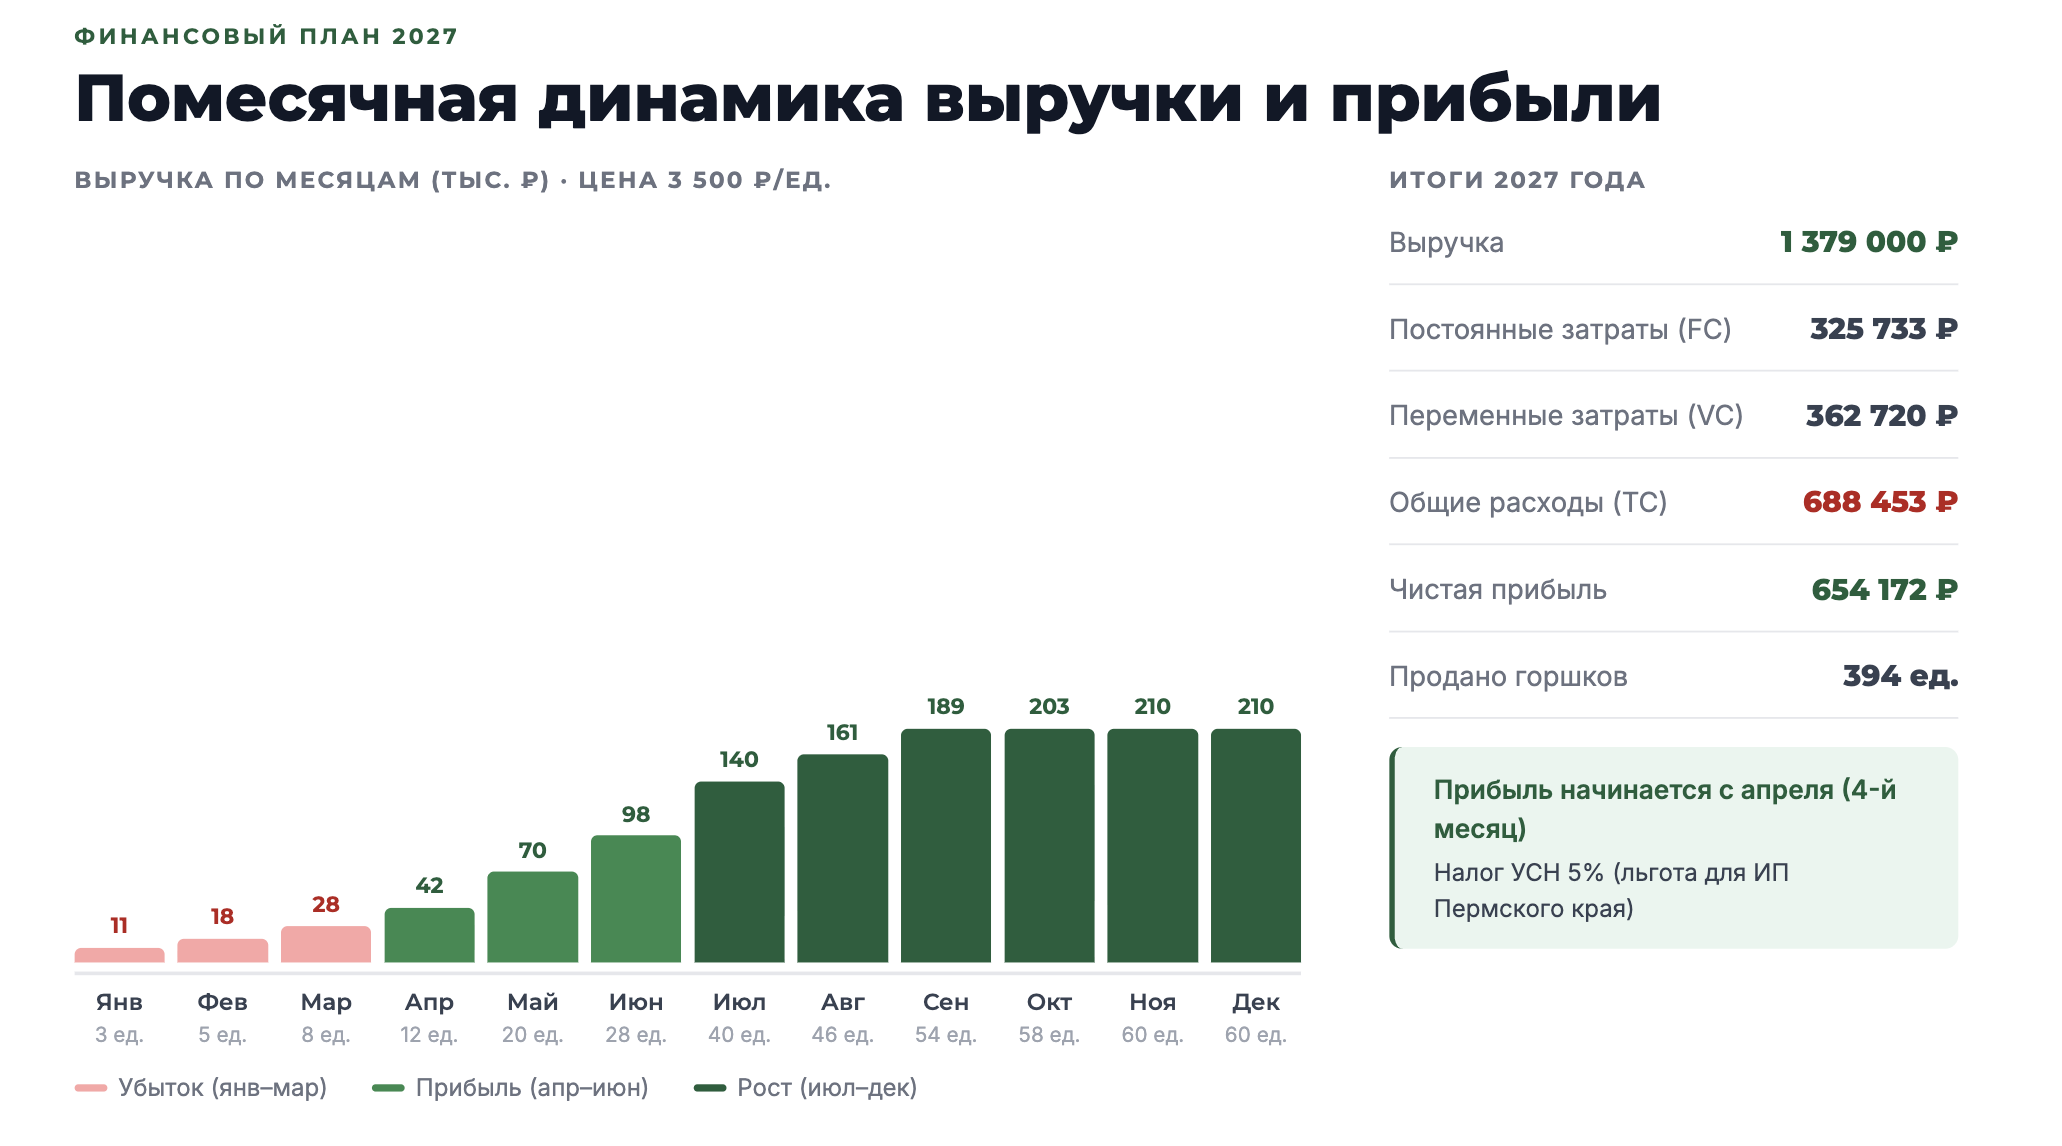 ФИНАНСОВЫЙ ПЛАН 2027
Помесячная динамика выручки и прибыли
ВЫРУЧКА ПО МЕСЯЦАМ (ТЫС. ₽) · ЦЕНА 3 500 ₽/ЕД.
11
18
28
42
70
98
140
161
189
203
210
210
Янв
Фев
Мар
Апр
Май
Июн
Июл
Авг
Сен
Окт
Ноя
Дек
3 ед.
5 ед.
8 ед.
12 ед.
20 ед.
28 ед.
40 ед.
46 ед.
54 ед.
58 ед.
60 ед.
60 ед.
Убыток (янв–мар)
Прибыль (апр–июн)
Рост (июл–дек)
ИТОГИ 2027 ГОДА
Выручка 1 379 000 ₽
Постоянные затраты (FC) 325 733 ₽
Переменные затраты (VC) 362 720 ₽
Общие расходы (TC) 688 453 ₽
Чистая прибыль 654 172 ₽
Продано горшков 394 ед.
Прибыль начинается с апреля (4-й
месяц)
Налог УСН 5% (льгота для ИП
Пермского края)